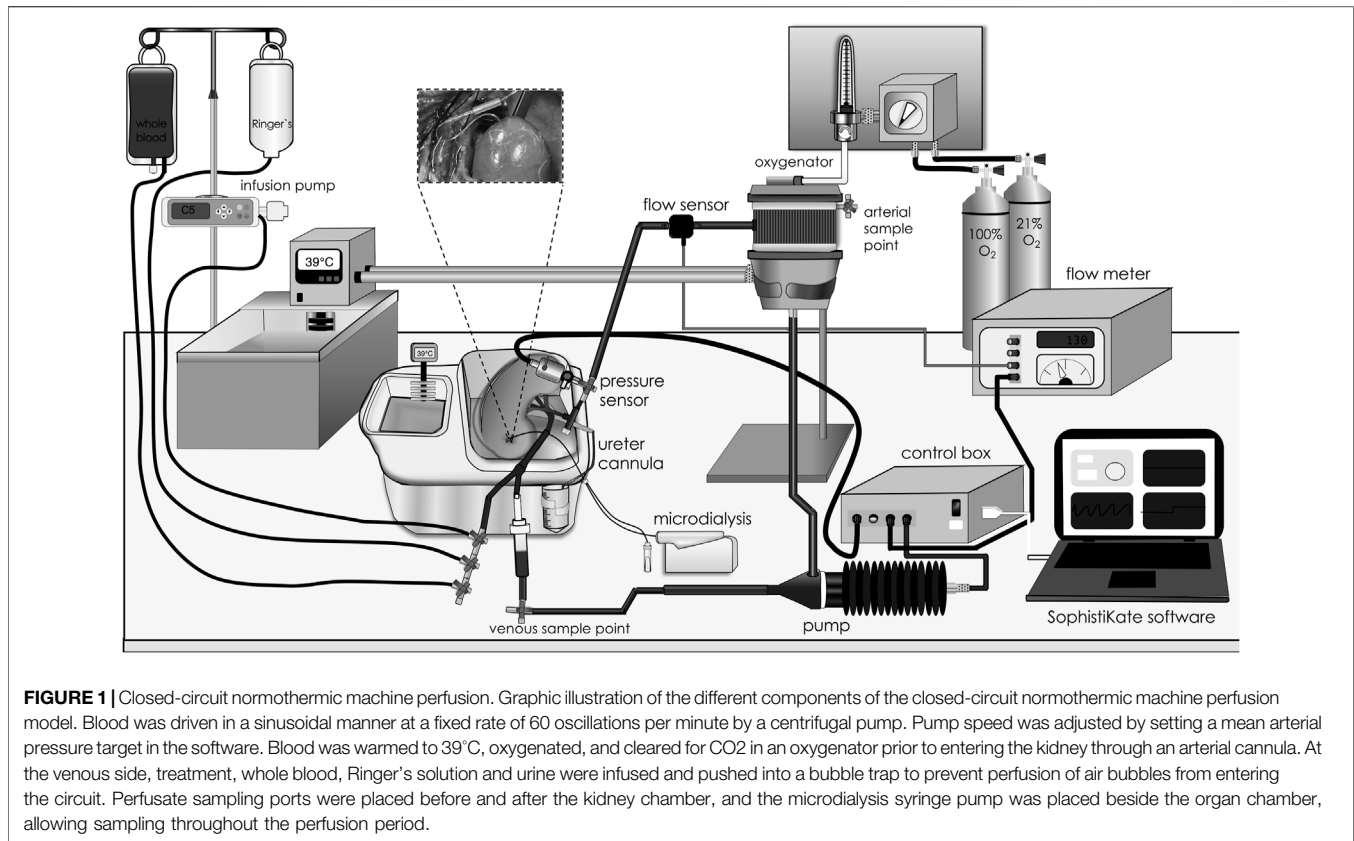 whole
blood
Ringer`s
infusion pump
C5
39°C
oxygenator
flow sensor
arterial
sample
point
100%
O2
21%
O2
flow meter
130
39°C
pressure
sensor
ureter
cannula
control box
microdialysis
venous sample point
pump
SophistiKate software
FIGURE 1 | Closed-circuit normothermic machine perfusion. Graphic illustration of the different components of the closed-circuit normothermic machine perfusion
model. Blood was driven in a sinusoidal manner at a fixed rate of 60 oscillations per minute by a centrifugal pump. Pump speed was adjusted by setting a mean arterial
pressure target in the software. Blood was warmed to 39°C, oxygenated, and cleared for CO2 in an oxygenator prior to entering the kidney through an arterial cannula. At
the venous side, treatment, whole blood, Ringer's solution and urine were infused and pushed into a bubble trap to prevent perfusion of air bubbles from entering
the circuit. Perfusate sampling ports were placed before and after the kidney chamber, and the microdialysis syringe pump was placed beside the organ chamber,
allowing sampling throughout the perfusion period.